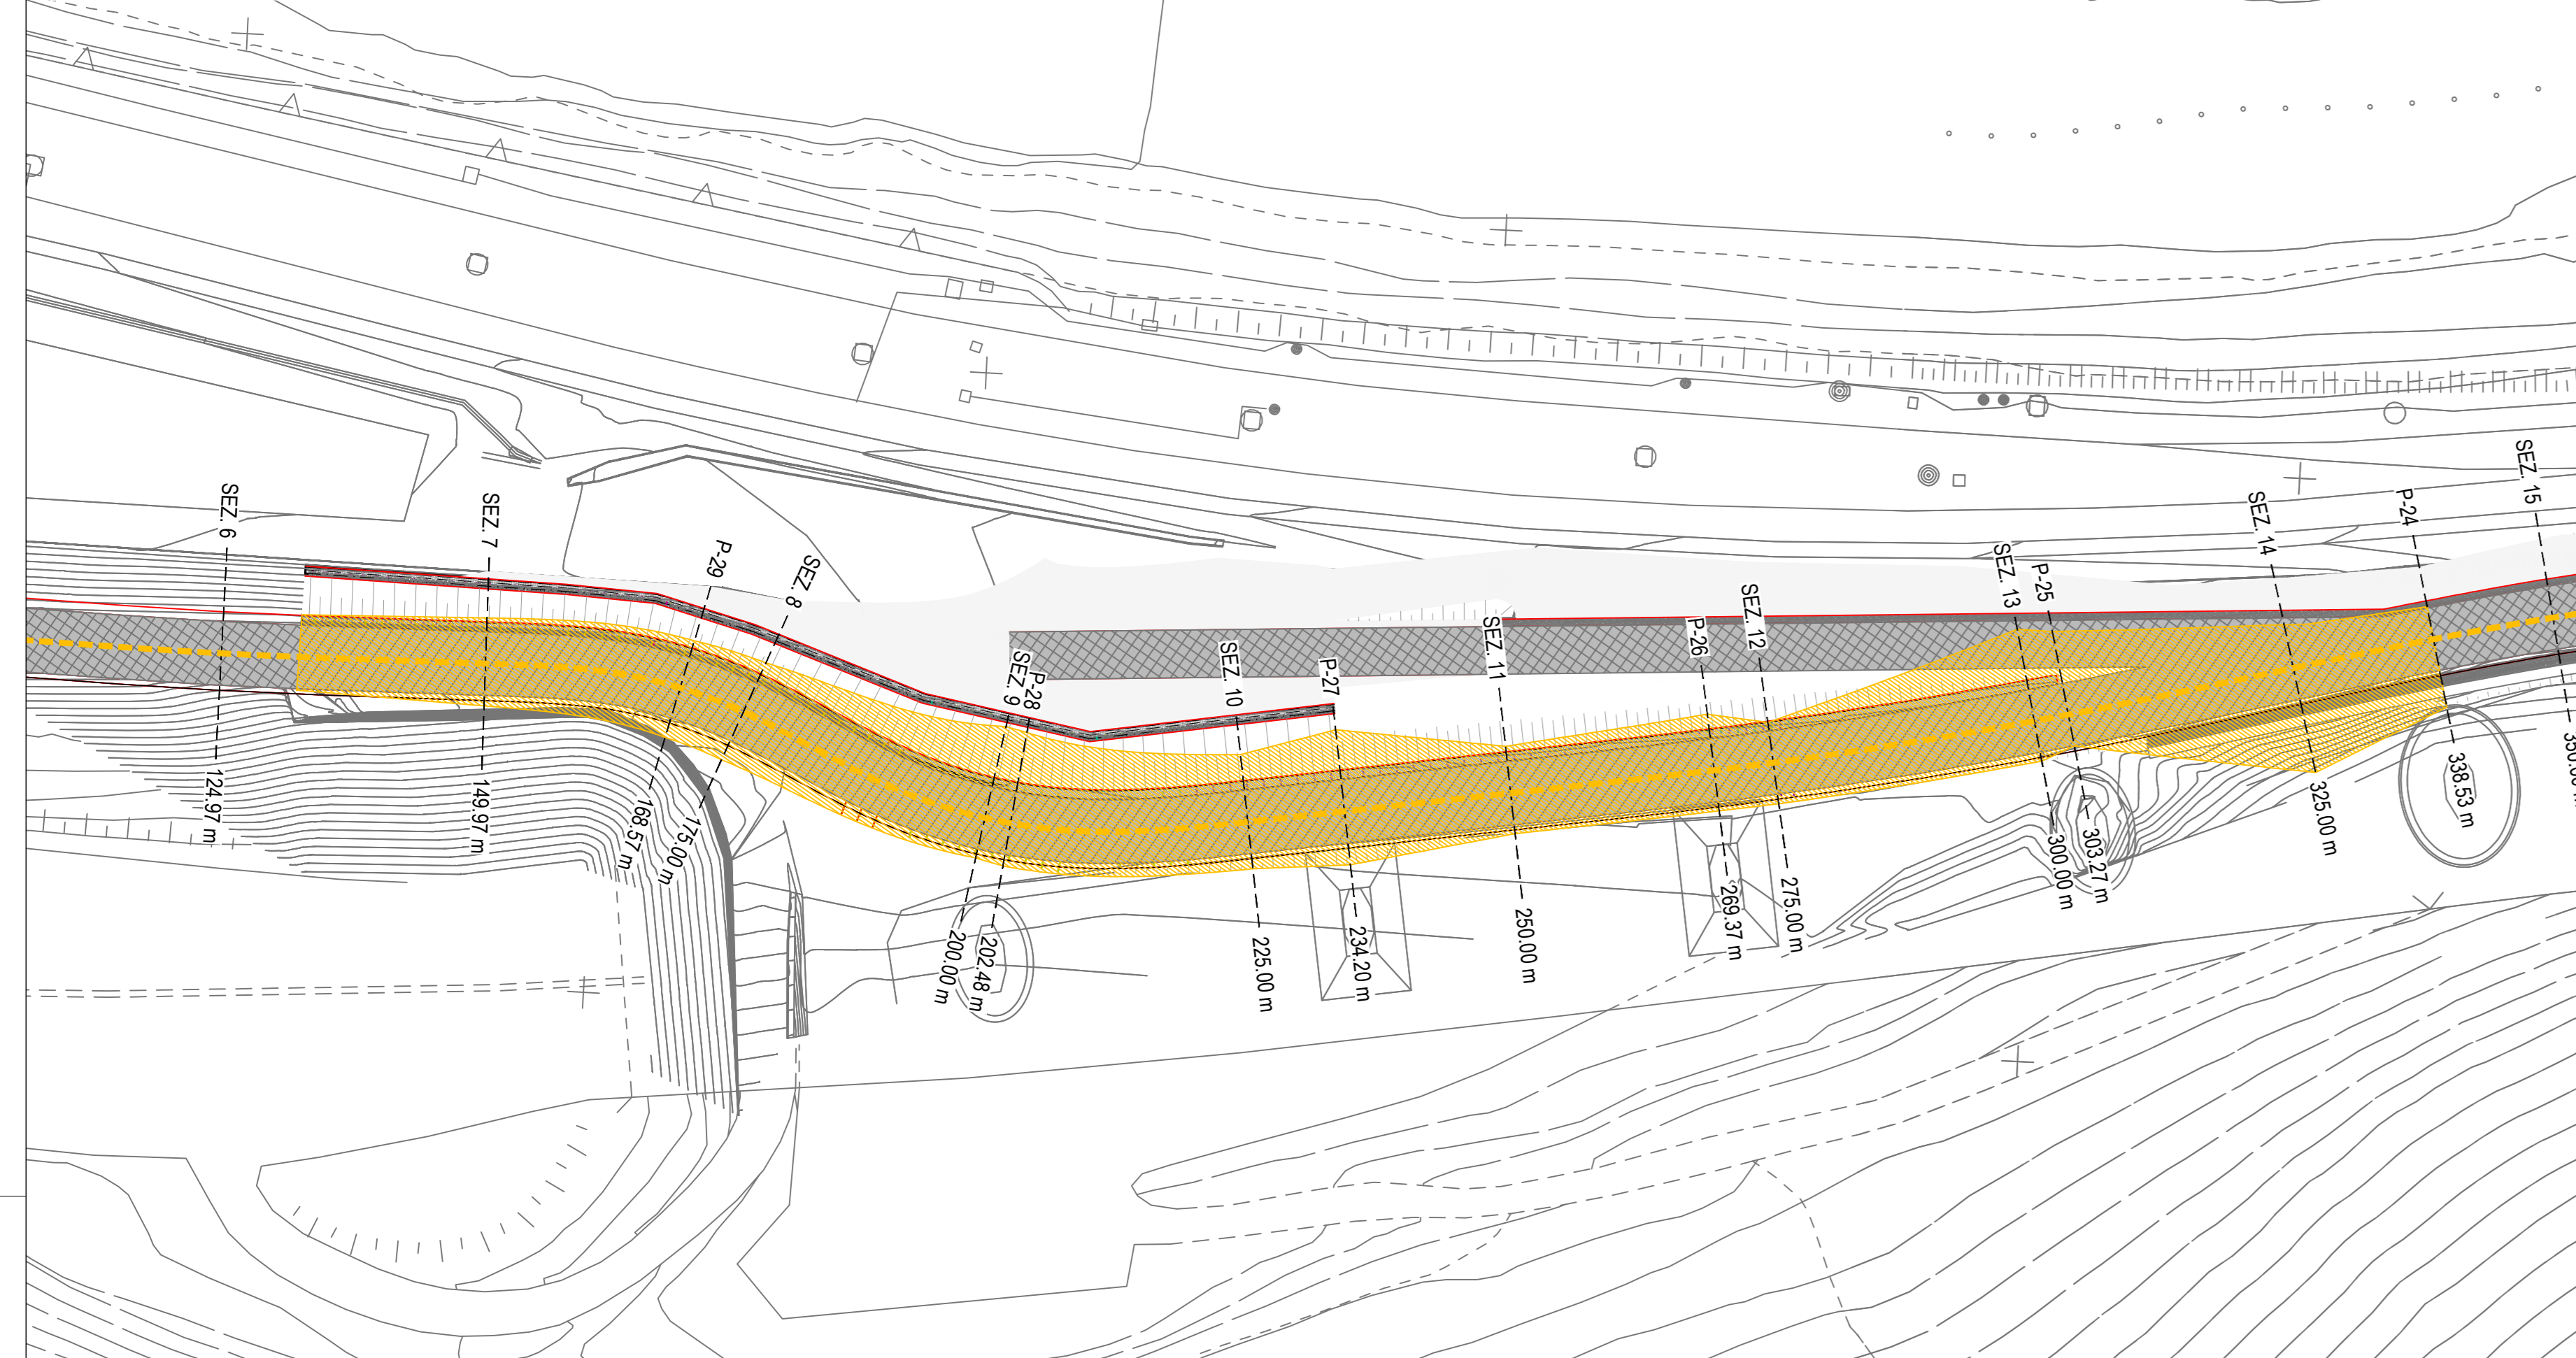 SEZ. 6
124.97 m
SEZ. 7
149.97 m
P-29
168.57 m
SEZ. 8
175.00 m
SEZ. 9
200.00 m
P-28
202.48 m
SEZ. 10
225.00 m
P-27
234.20 m
SEZ. 11
250.00 m
P-26
269.37 m
SEZ. 12
275.00 m
SEZ. 13
300.00 m
P-25
303.27 m
SEZ. 14
325.00 m
P-24
338.53 m
SEZ. 15